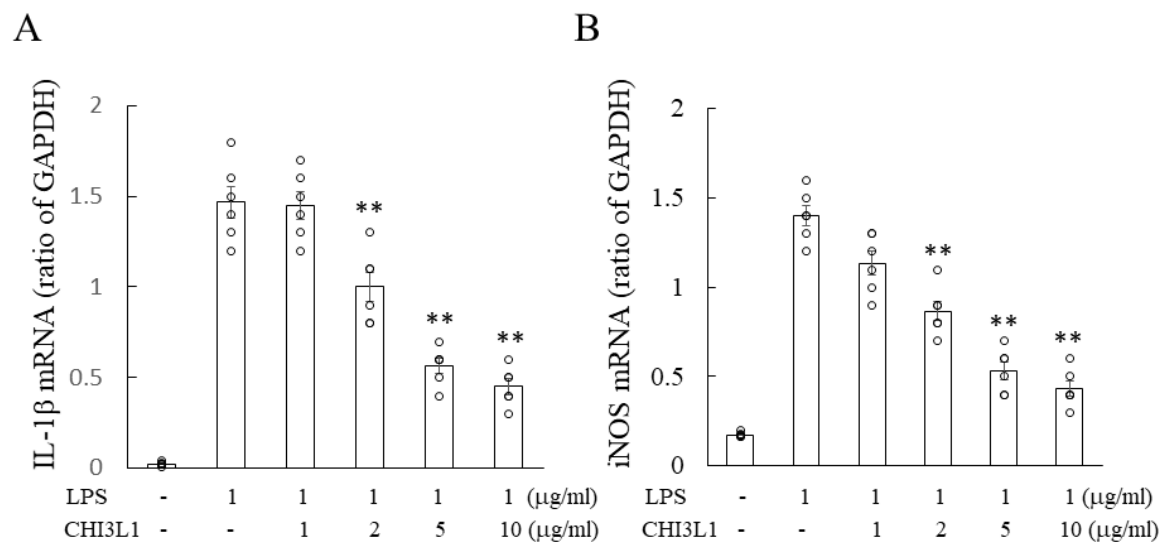 A
IL-1β mRNA (ratio of GAPDH)
2
1.5
1
0.5
0
**
**
**
LPS - 1 1 1 1 1 (μg/ml)
CHI3L1 - - 1 2 5 10 (μg/ml)
B
iNOS mRNA (ratio of GAPDH)
2
1.5
1
0.5
0
**
**
**
LPS - 1 1 1 1 1 (μg/ml)
CHI3L1 - - 1 2 5 10 (μg/ml)